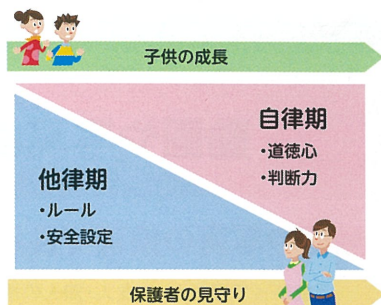 子供の成長
自律期
・道徳心
・判断力
他律期
・ルール
・安全設定
保護者の見守り